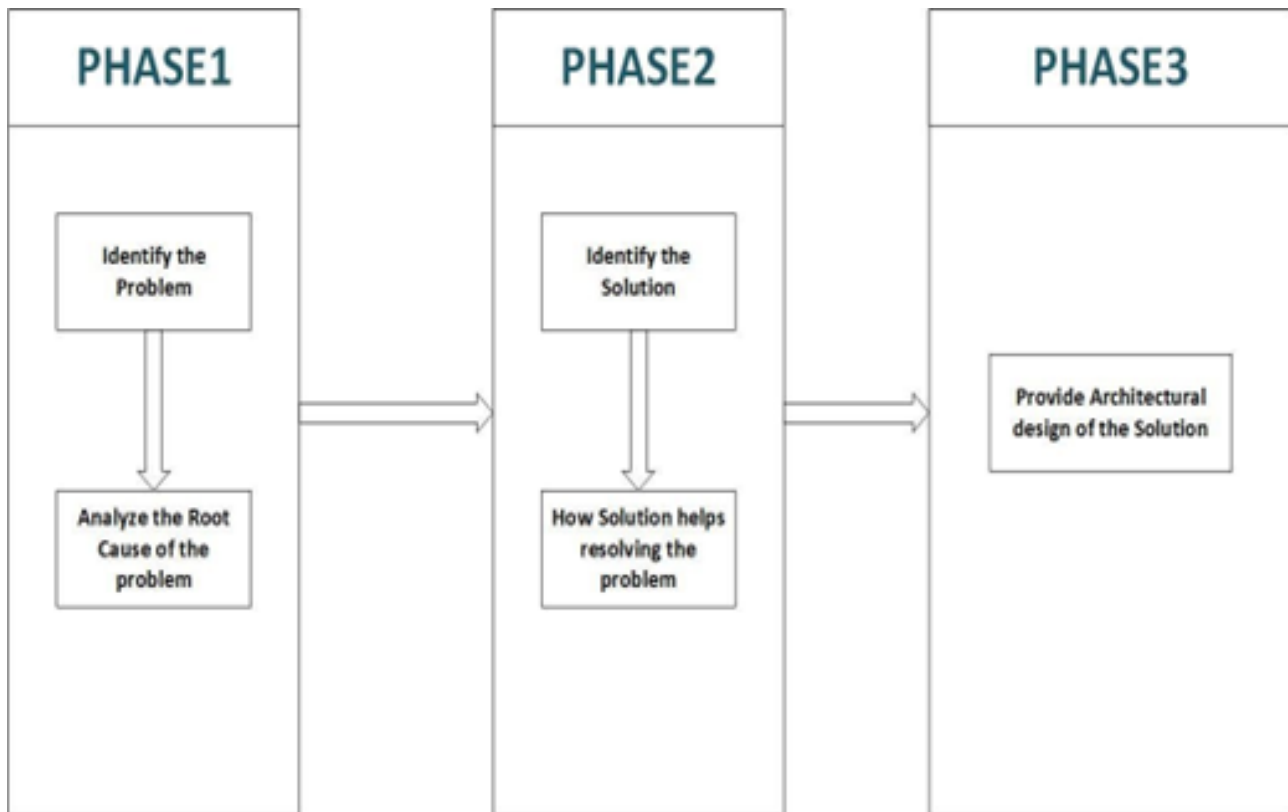 PHASE1
Identify the
Problem
Analyze the Root
Cause of the
problem
PHASE2
Identify the
Solution
How Solution helps
resolving the
problem
PHASE3
Provide Architectural
design of the Solution